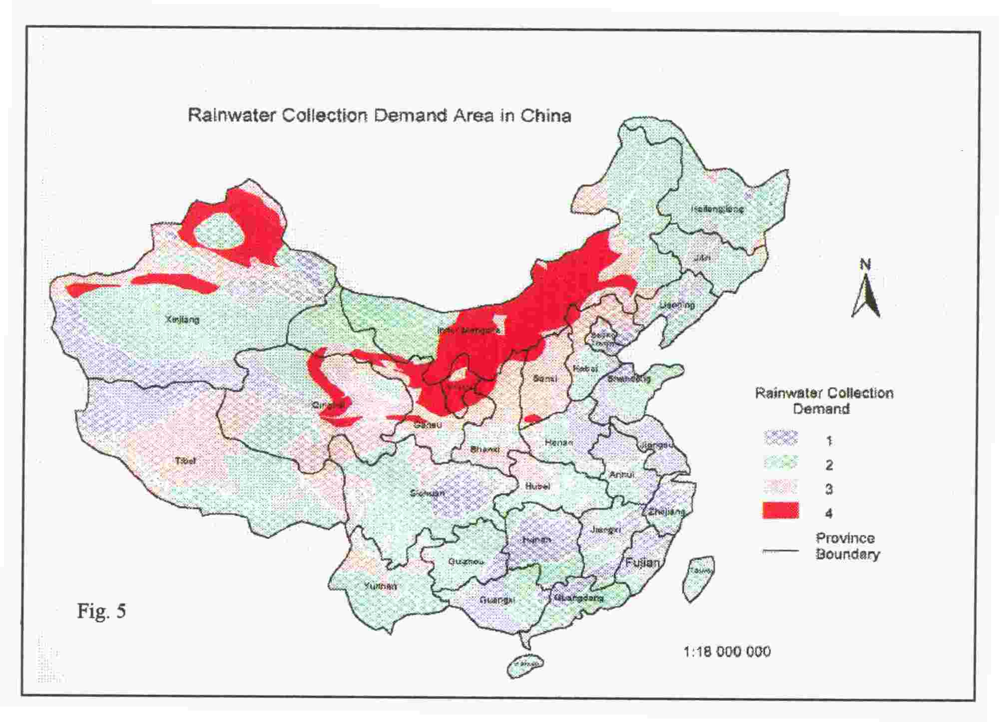 Rainwater Collection Demand Area in China
N
Heilongjiang
Jilin
Liaoning
Xinjiang
Inner Mongolia
Hebei
Sanxi
Shandong
Qinghai
Gansu
Henan
Jiangsu
Shanxi
Tibet
Anhui
Hubei
Sichuan
Zhejiang
Jiangxi
Hunan
Guizhou
Fujian
Yunnan
Guangxi
Guangdong
Rainwater Collection
Demand
1
2
3
4
Province
Boundary
Fig. 5
1:18 000 000